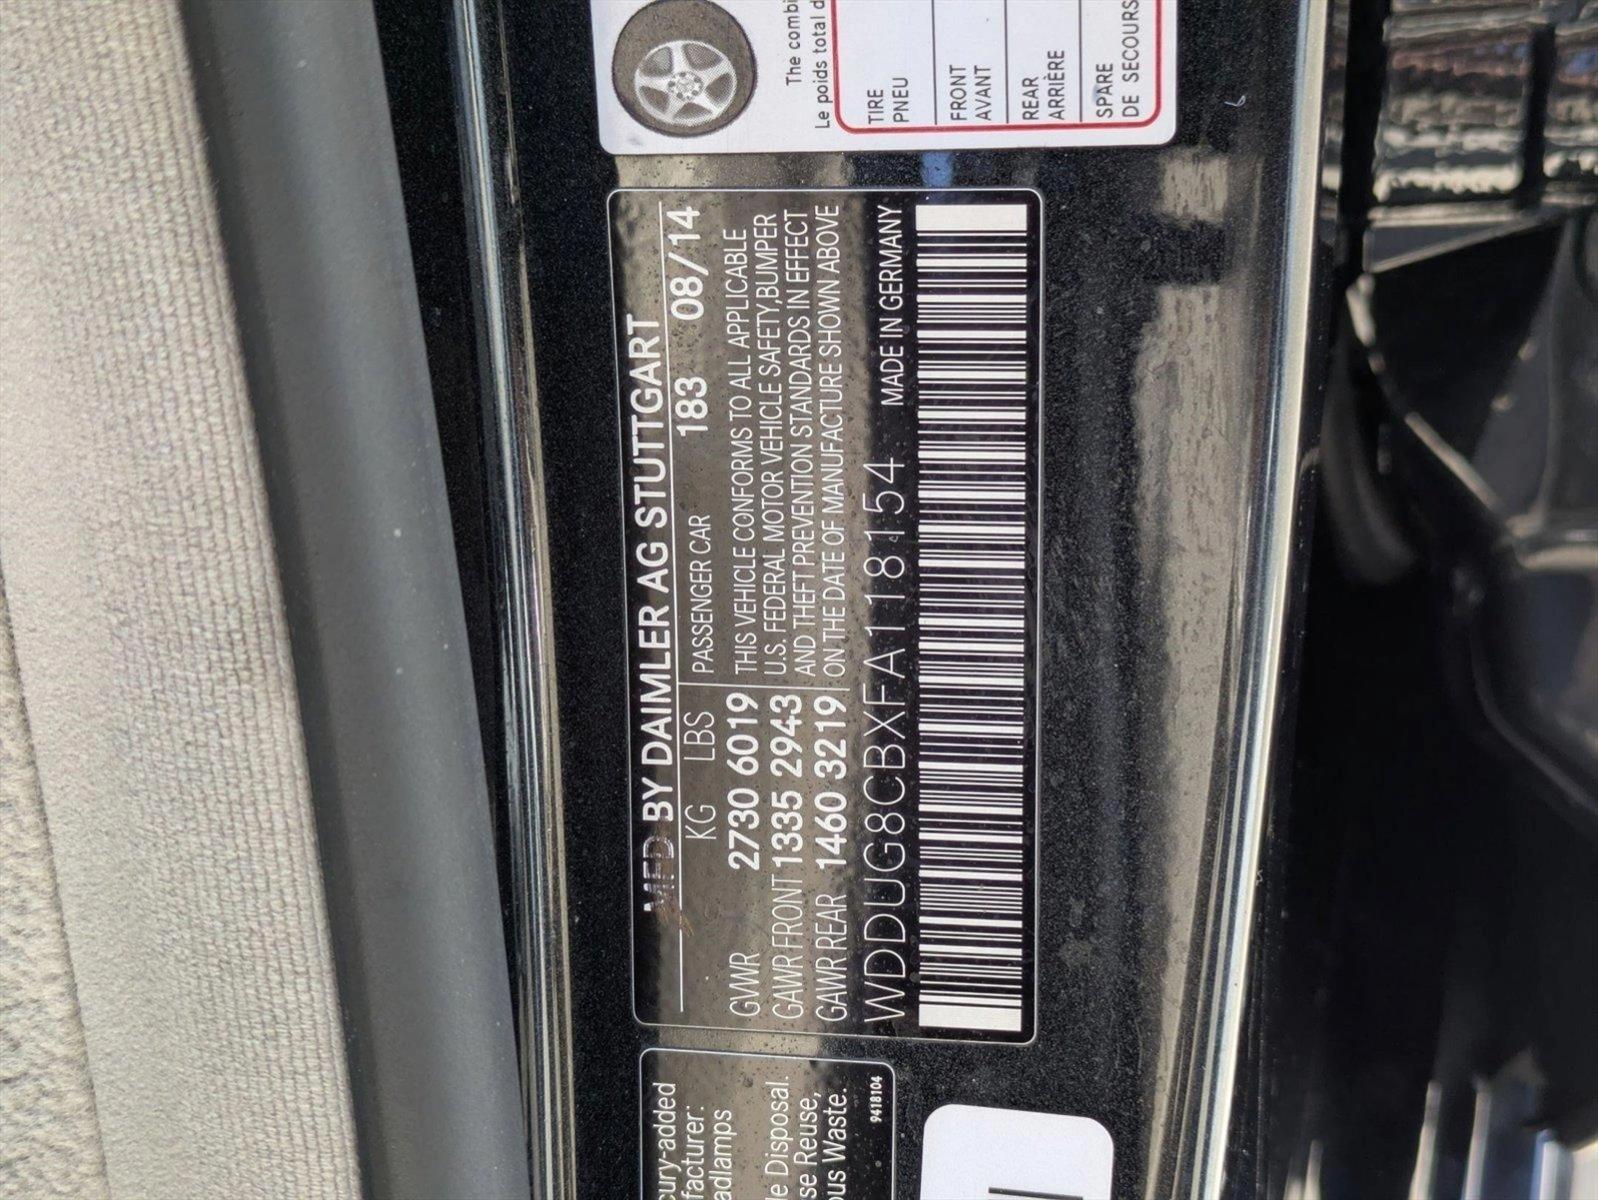 MFD BY DAIMLER AG STUTTGART
KG LBS PASSENGER CAR 183 08/14
GVWR 2730 6019
GAWR FRONT 1335 2943
GAWR REAR 1460 3219
THIS VEHICLE CONFORMS TO ALL APPLICABLE
U.S. FEDERAL MOTOR VEHICLE SAFETY,BUMPER
AND THEFT PREVENTION STANDARDS IN EFFECT
ON THE DATE OF MANUFACTURE SHOWN ABOVE
WDDUG8CBXFA118154 MADE IN GERMANY
The combi
Le poids total d
TIRE
PNEU
FRONT
AVANT
REAR
ARRIÈRE
SPARE
DE SECOURS
cury-added
facturer:
adlamps
le Disposal.
se Reuse,
ous Waste.
9418104